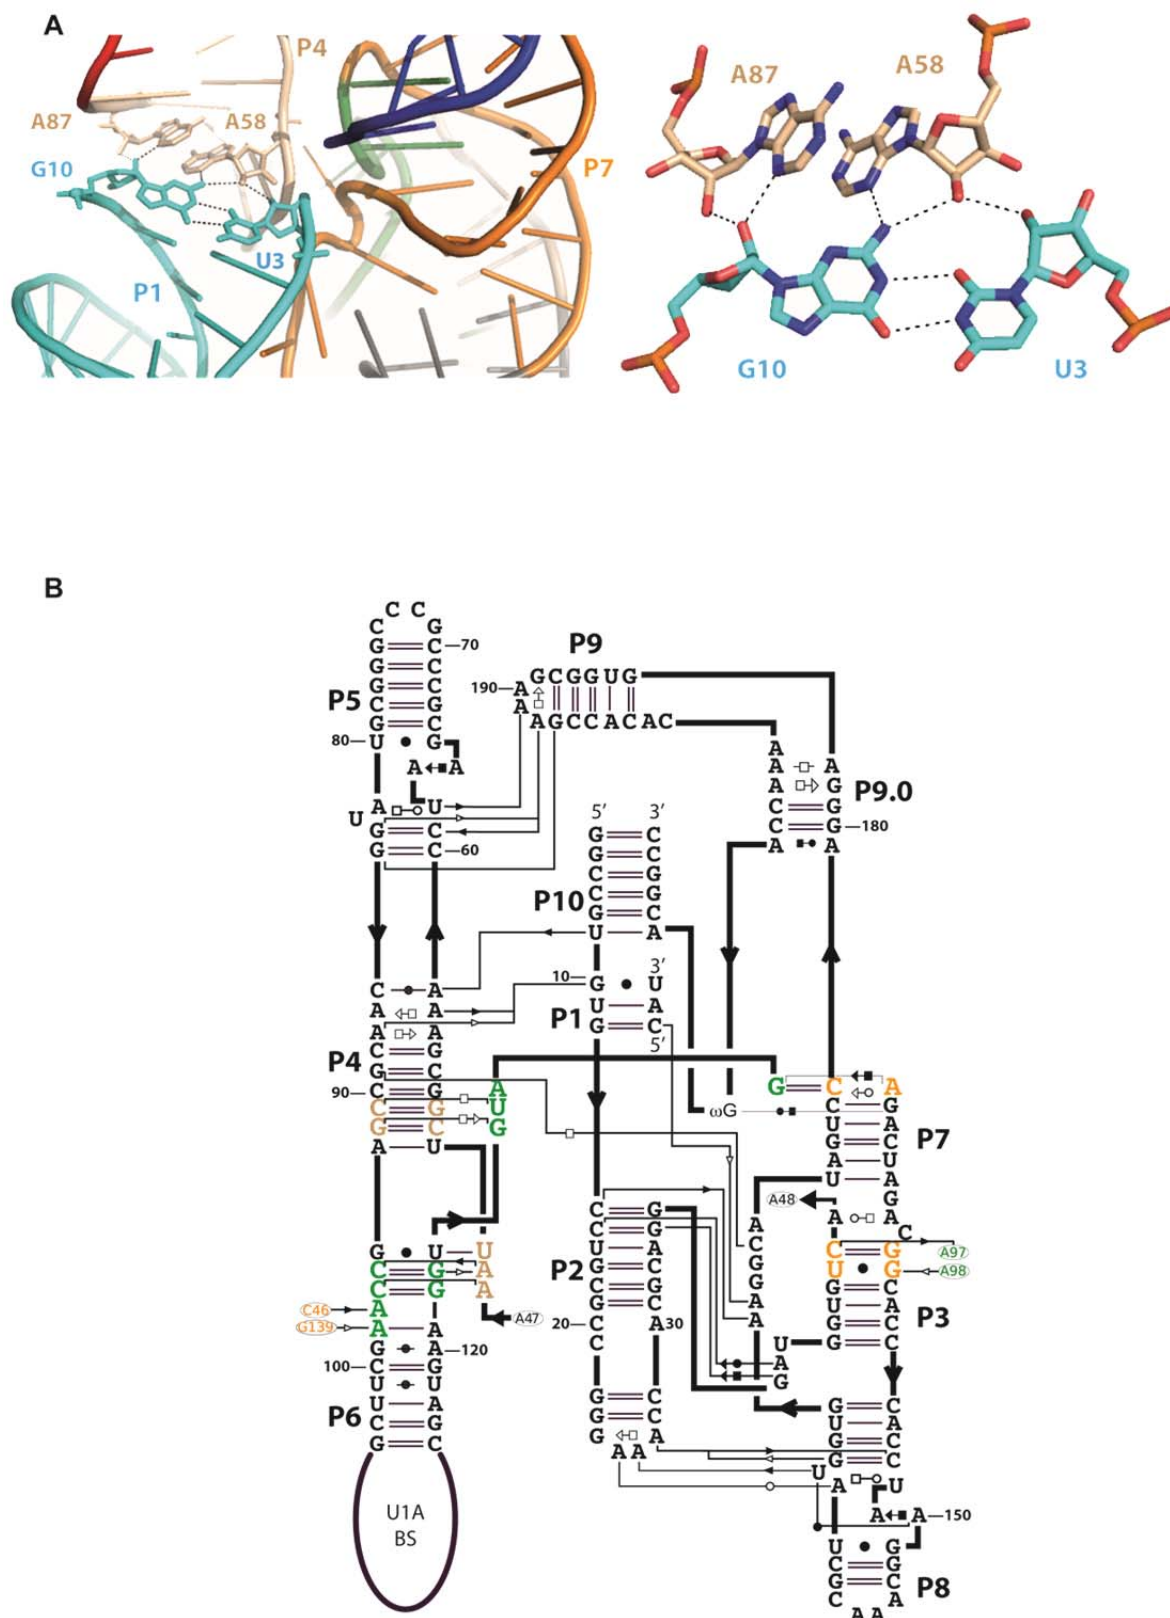 A
P4
A87
A58
G10
P7
U3
P1
A87
A58
G10
U3
B
C C
C G
G C —70
G C
G C
C G
G C
P5
80— U G
A A
A U
U
G C
G C —60
P9
G C G G U G
190— A
A
A G C C A C A C
A A
A G
A G
C G
C G —180
A A
P9.0
5′ 3′
G C
G C
C G
C G
G C
U A
P10
3′
10= G U
U A
G C
5′
P1
C A
A A
A A
C G
G C
90— C G
C G
G C
A U
P4
A
U
G
G C A
ωG
C G
U A
G C
A U
U A
G
A
P7
A48
A
C
C G
U G
G C
U A
G C
G C
P3
A97
A98
G U U
C G A
C G A
A
A
C46
G139
A47
G A
100— C A —120
U G
U U
C A
G G
C
P6
U1A
BS
C G
C G
U A
G C
C G
G C
20— C A 30
C
P2
G C
G C
G A
A A
A
C
G
G
A
A
A
U
A
G
G C
U A
G C
G C
U A U
A A —150
U G
C G
G C
C A
A A
P8